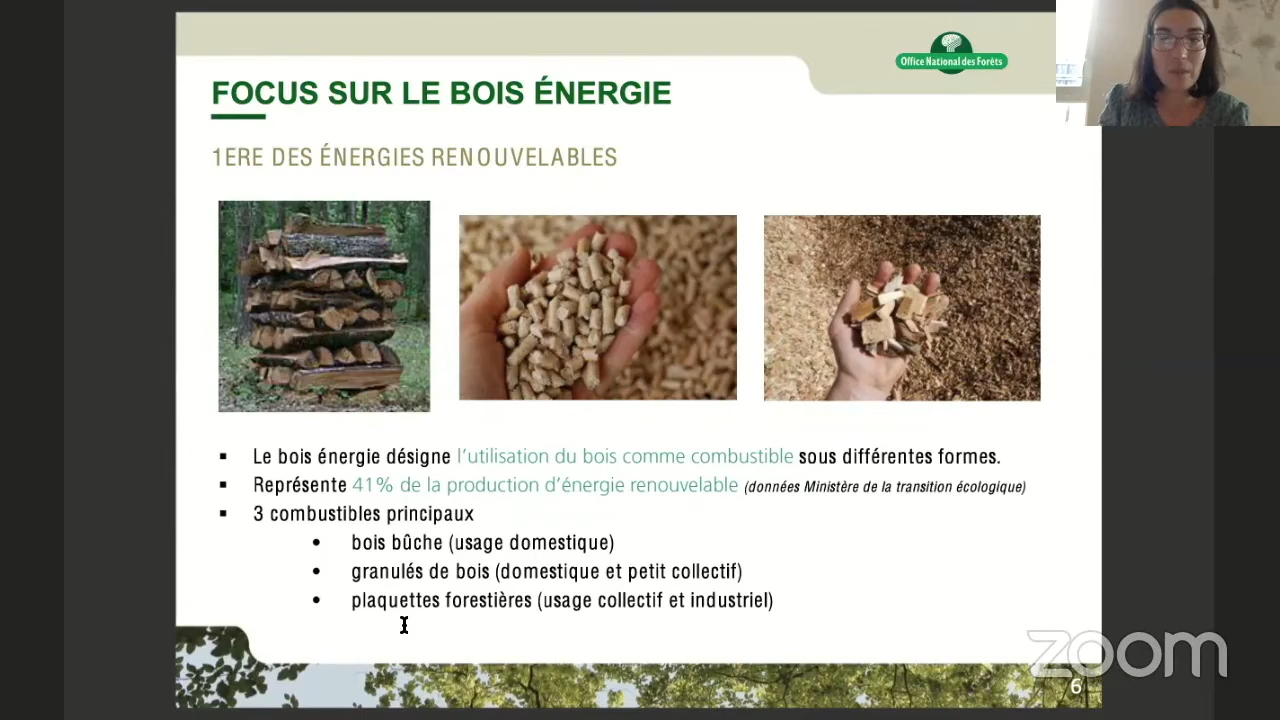 Office National des Forêts
FOCUS SUR LE BOIS ÉNERGIE
1ERE DES ÉNERGIES RENOUVELABLES
▪ Le bois énergie désigne l'utilisation du bois comme combustible sous différentes formes.
▪ Représente 41% de la production d'énergie renouvelable (données Ministère de la transition écologique)
▪ 3 combustibles principaux
• bois bûche (usage domestique)
• granulés de bois (domestique et petit collectif)
• plaquettes forestières (usage collectif et industriel)
zoom
6